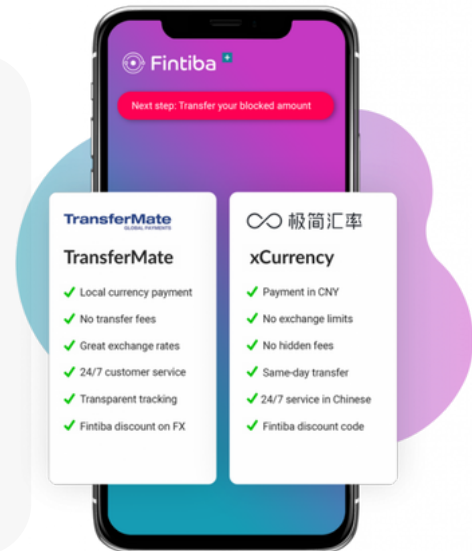 Fintiba +
Next step: Transfer your blocked amount
TransferMate
GLOBAL PAYMENTS
TransferMate
✓ Local currency payment
✓ No transfer fees
✓ Great exchange rates
✓ 24/7 customer service
✓ Transparent tracking
✓ Fintiba discount on FX
极简汇率
xCurrency
✓ Payment in CNY
✓ No exchange limits
✓ No hidden fees
✓ Same-day transfer
✓ 24/7 service in Chinese
✓ Fintiba discount code